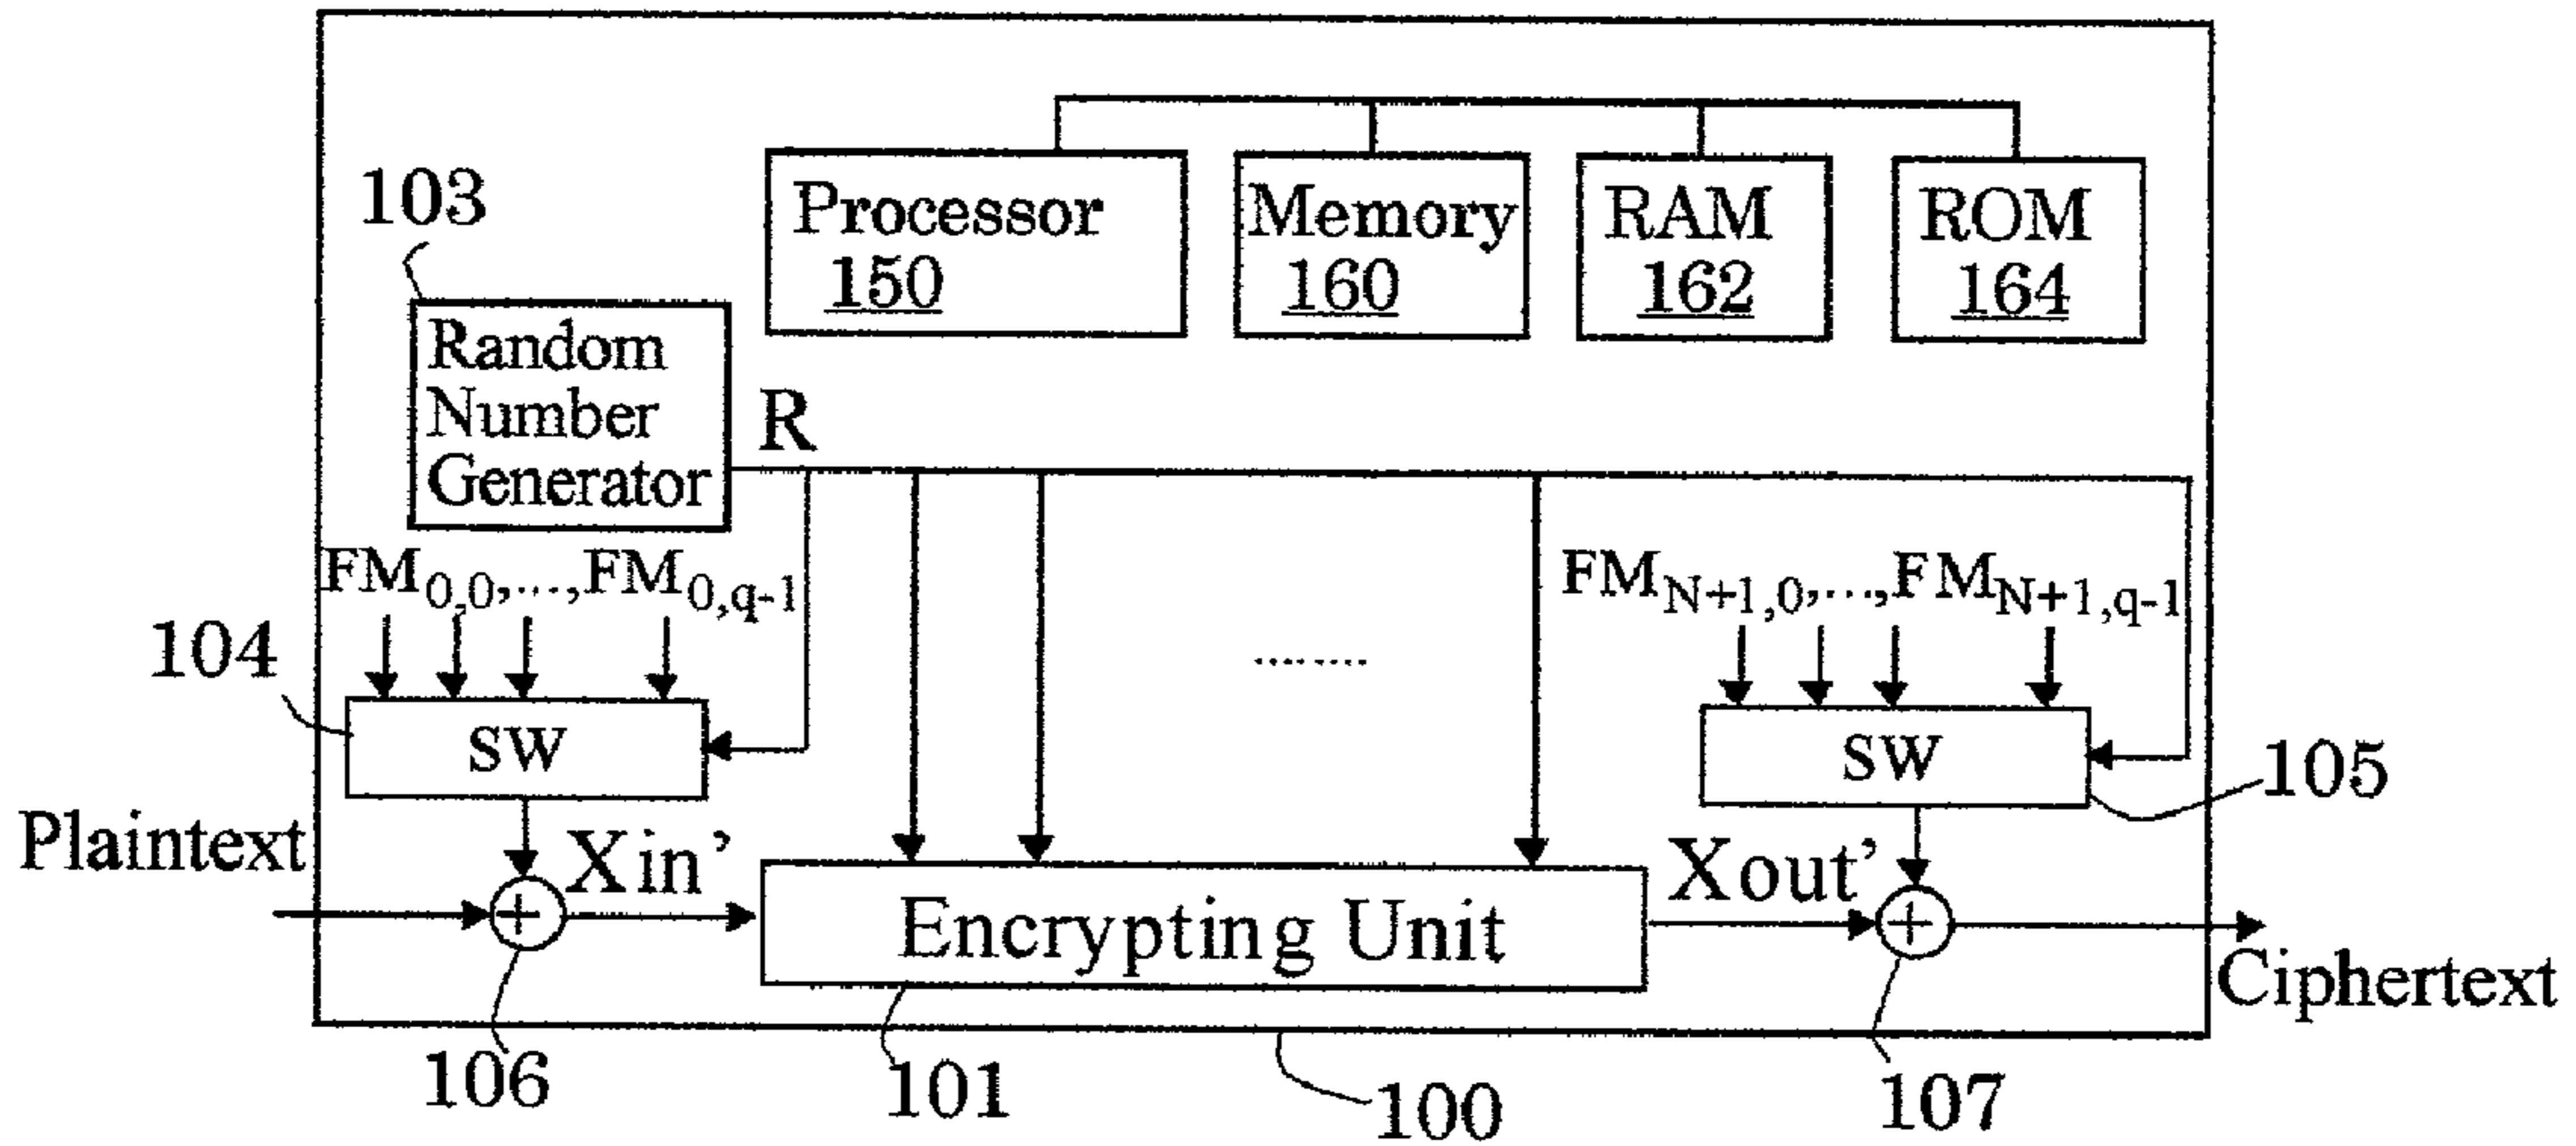 103
Processor
150
Memory
160
RAM
162
ROM
164
Random
Number
Generator
R
FM0,0,...,FM0,q-1
FMN+1,0,...,FMN+1,q-1
104
SW
SW
105
Plaintext
Xin’
Encrypting Unit
Xout’
+
+
Ciphertext
106
101
100
107